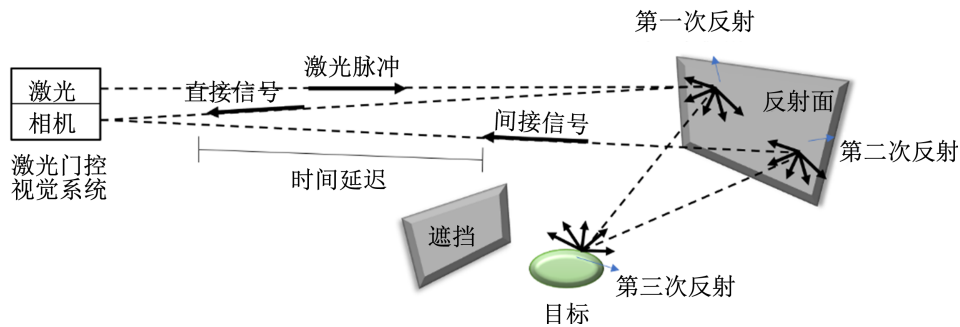 第一次反射
激光脉冲
激光
直接信号
反射面
相机
间接信号
第二次反射
激光门控
视觉系统
时间延迟
遮挡
第三次反射
目标